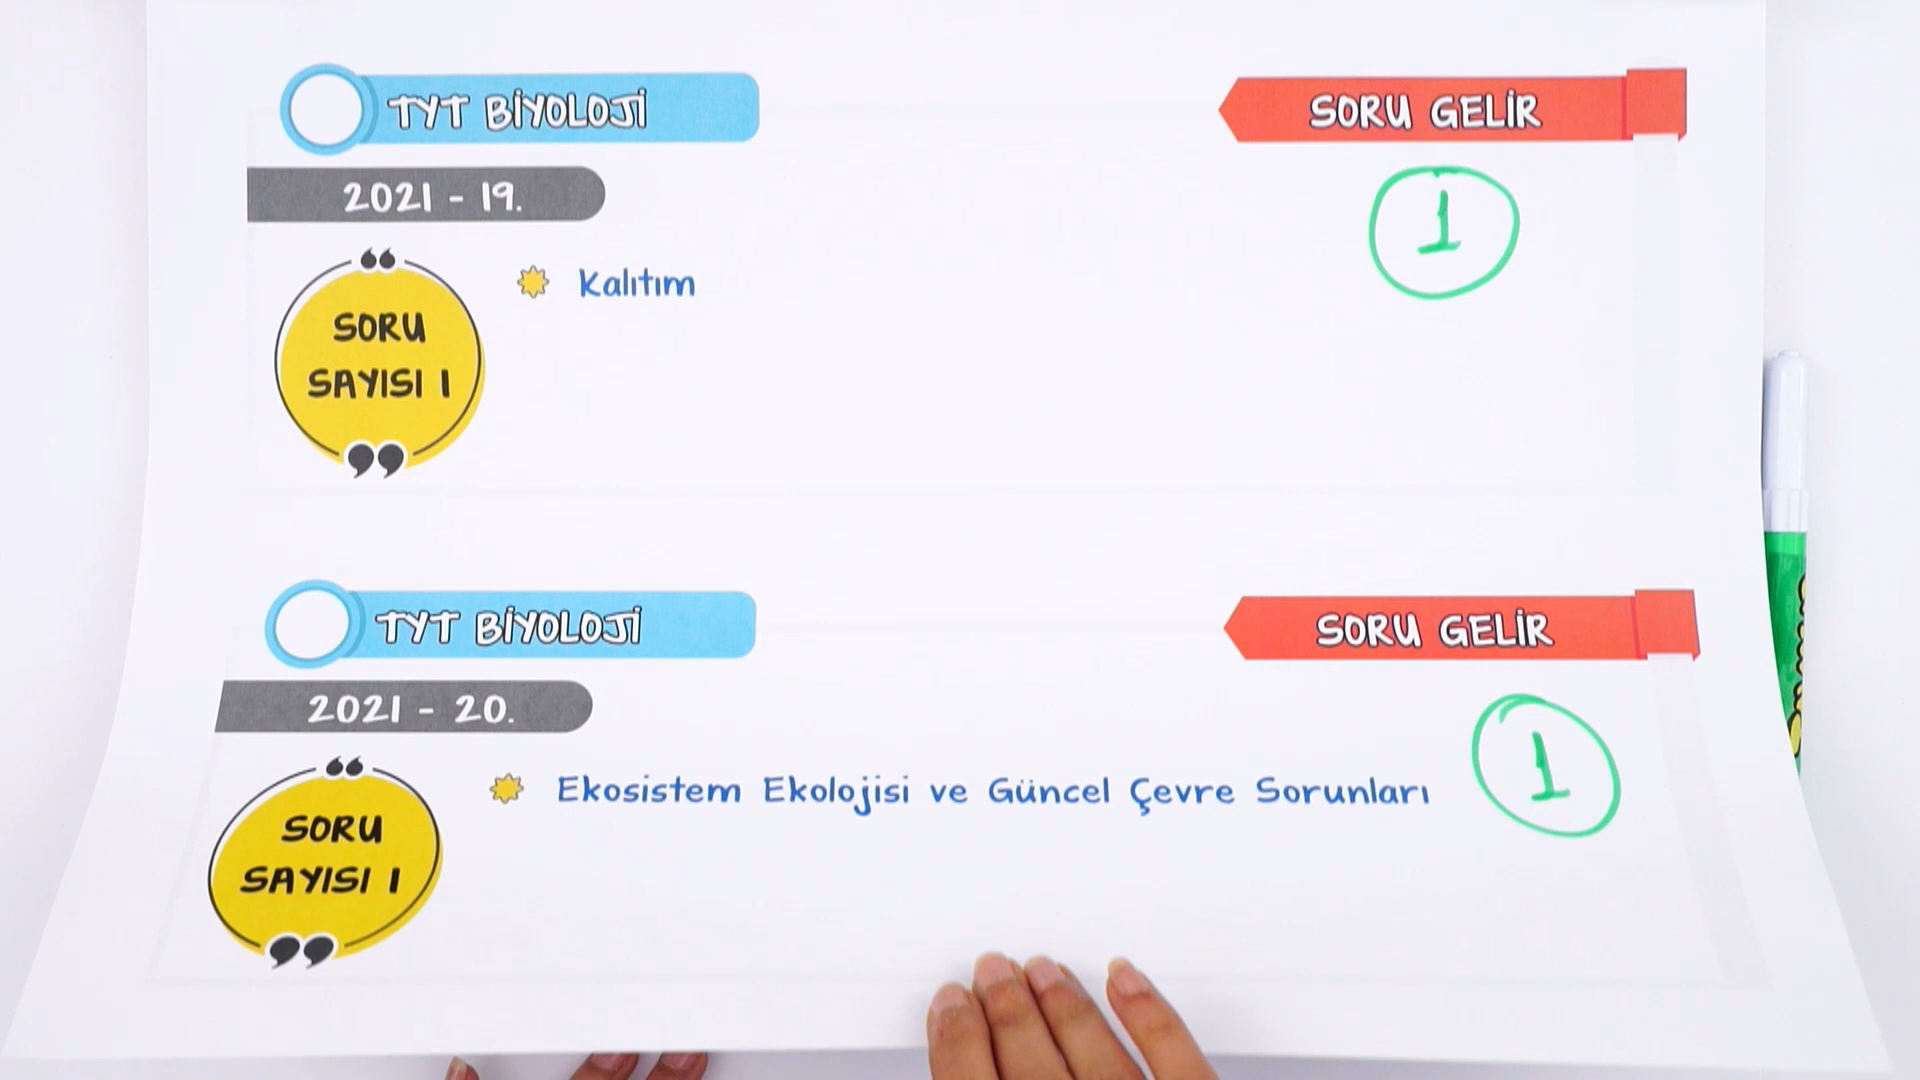 TYT BİYOLOJİ
SORU GELİR
2021 - 19.
1
Kalıtım
SORU
SAYISI 1
TYT BİYOLOJİ
SORU GELİR
2021 - 20.
1
Ekosistem Ekolojisi ve Güncel Çevre Sorunları
SORU
SAYISI 1